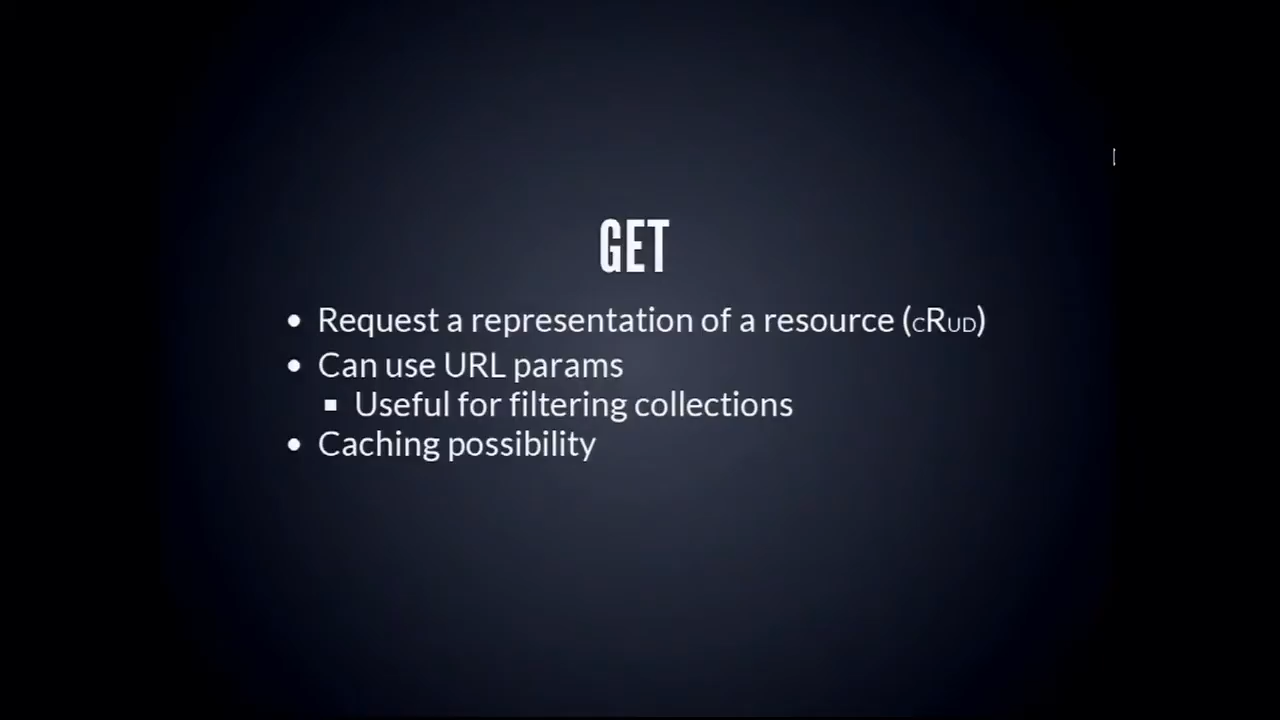 GET
• Request a representation of a resource (cRUD)
• Can use URL params
▪ Useful for filtering collections
• Caching possibility